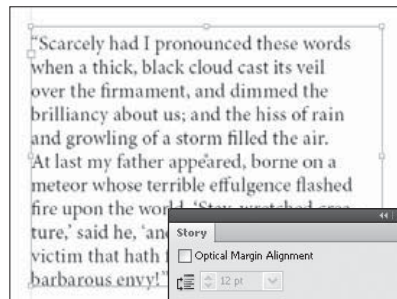 “Scarcely had I pronounced these words
when a thick, black cloud cast its veil
over the firmament, and dimmed the
brilliancy about us; and the hiss of rain
and growling of a storm filled the air.
At last my father appeared, borne on a
meteor whose terrible effulgence flashed
fire upon the world. ‘Stay, wretched crea-
ture,’ said he, ‘and
victim that hath
barbarous envy!’
Story
Optical Margin Alignment
12 pt